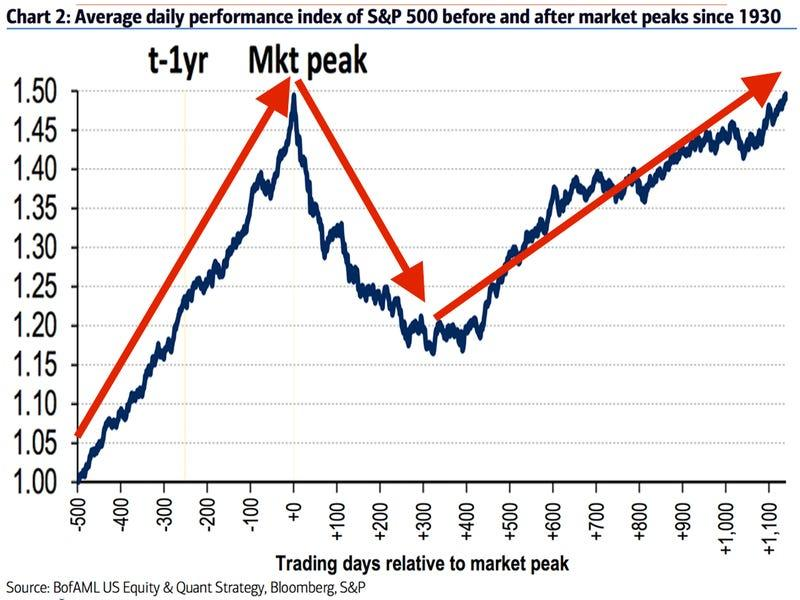 Chart 2: Average daily performance index of S&P 500 before and after market peaks since 1930
t-1yr Mkt peak
1.50
1.45
1.40
1.35
1.30
1.25
1.20
1.15
1.10
1.05
1.00
-500 -400 -300 -200 -100 +0 +100 +200 +300 +400 +500 +600 +700 +800 +900 +1,000 +1,100
Trading days relative to market peak
Source: BofAML US Equity & Quant Strategy, Bloomberg, S&P